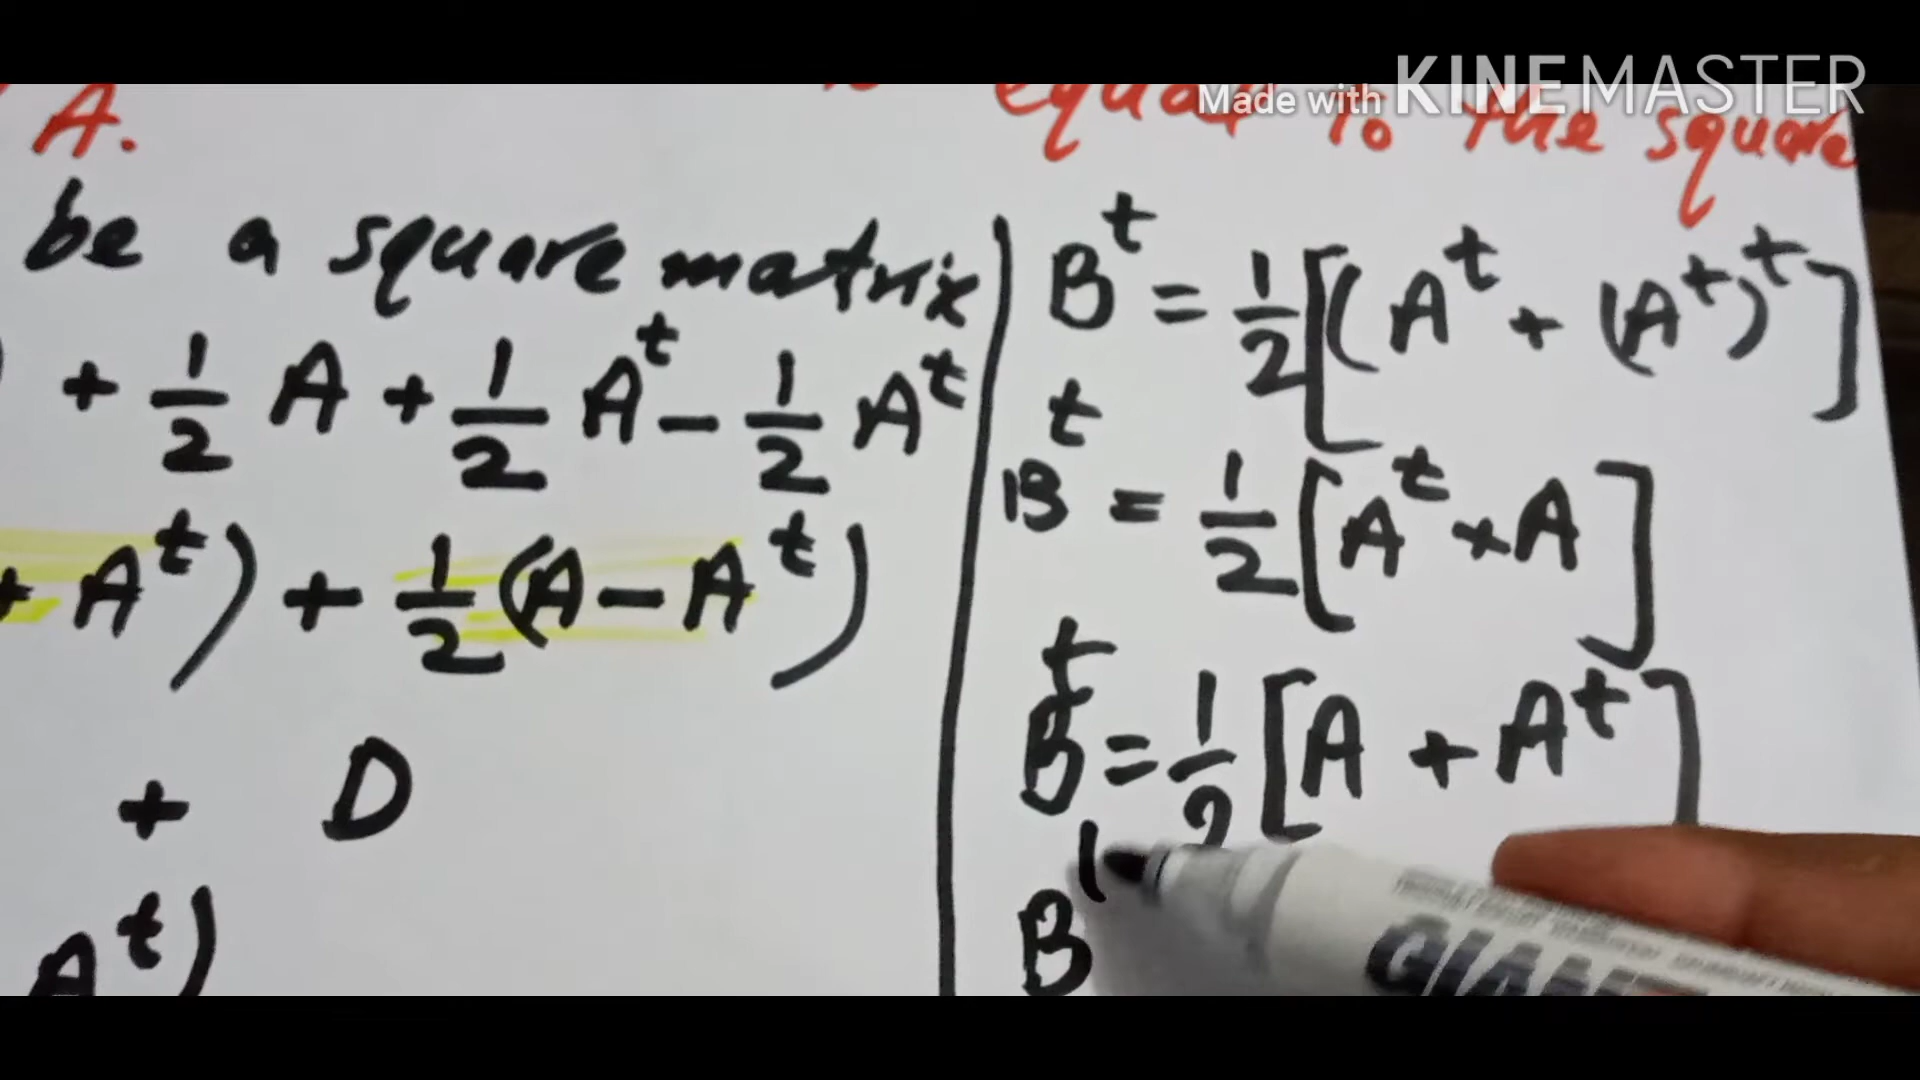 Made with KINEMASTER
A. equal to the square
be a square matrix
+ 1/2 A + 1/2 A^t - 1/2 A^t
+ A^t) + 1/2 (A - A^t)
+ D
A^t)
B^t = 1/2 [(A^t + (A^t)^t]
B^t = 1/2 [A^t + A]
B^t = 1/2 [A + A^t]
B